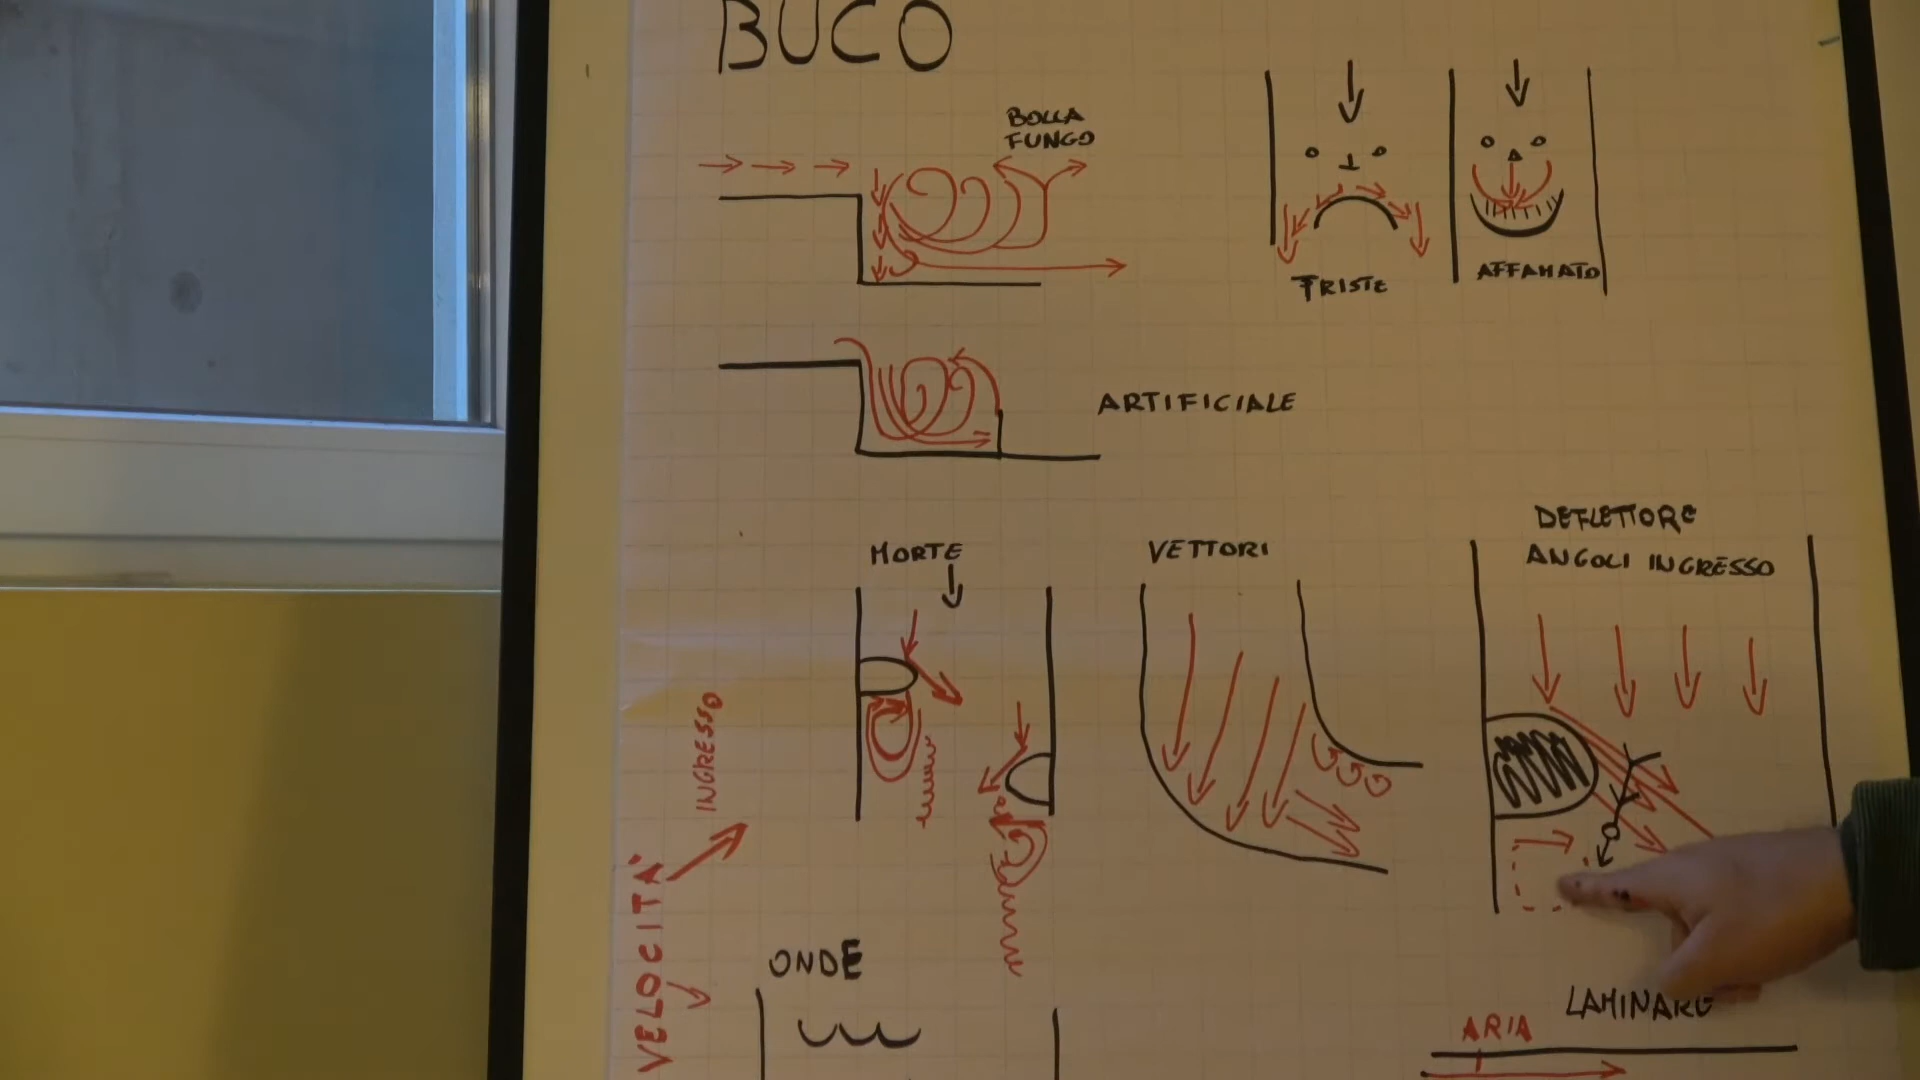 BUCO
BOLLA
FUNGO
TRISTE
AFFAMATO
ARTIFICIALE
MORTE
VETTORI
DEFLETTORE
ANGOLI INGRESSO
INGRESSO
VELOCITÀ
ONDE
LAMINARE
ARIA